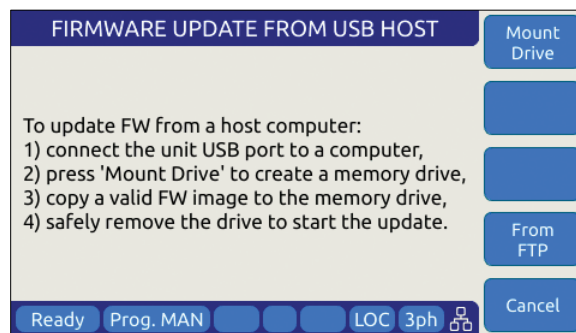 FIRMWARE UPDATE FROM USB HOST
Mount
Drive
To update FW from a host computer:
1) connect the unit USB port to a computer,
2) press 'Mount Drive' to create a memory drive,
3) copy a valid FW image to the memory drive,
4) safely remove the drive to start the update.
From
FTP
Cancel
Ready Prog. MAN LOC 3ph